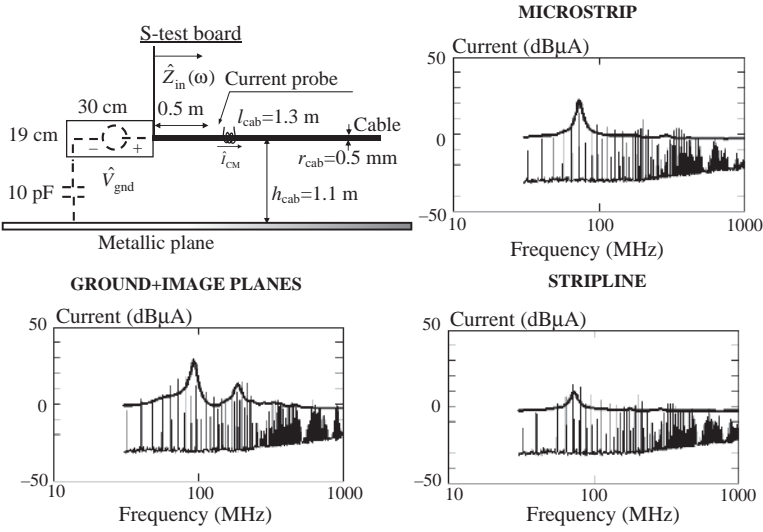 S-test board
Ẑin(ω)
Current probe
30 cm
0.5 m
lcab=1.3 m
Cable
19 cm
− +
îCM
rcab=0.5 mm
V̂gnd
10 pF
hcab=1.1 m
Metallic plane
MICROSTRIP
Current (dBµA)
50
0
−50
10 100 1000
Frequency (MHz)
GROUND+IMAGE PLANES
Current (dBµA)
50
0
−50
10 100 1000
Frequency (MHz)
STRIPLINE
Current (dBµA)
50
0
−50
10 100 1000
Frequency (MHz)